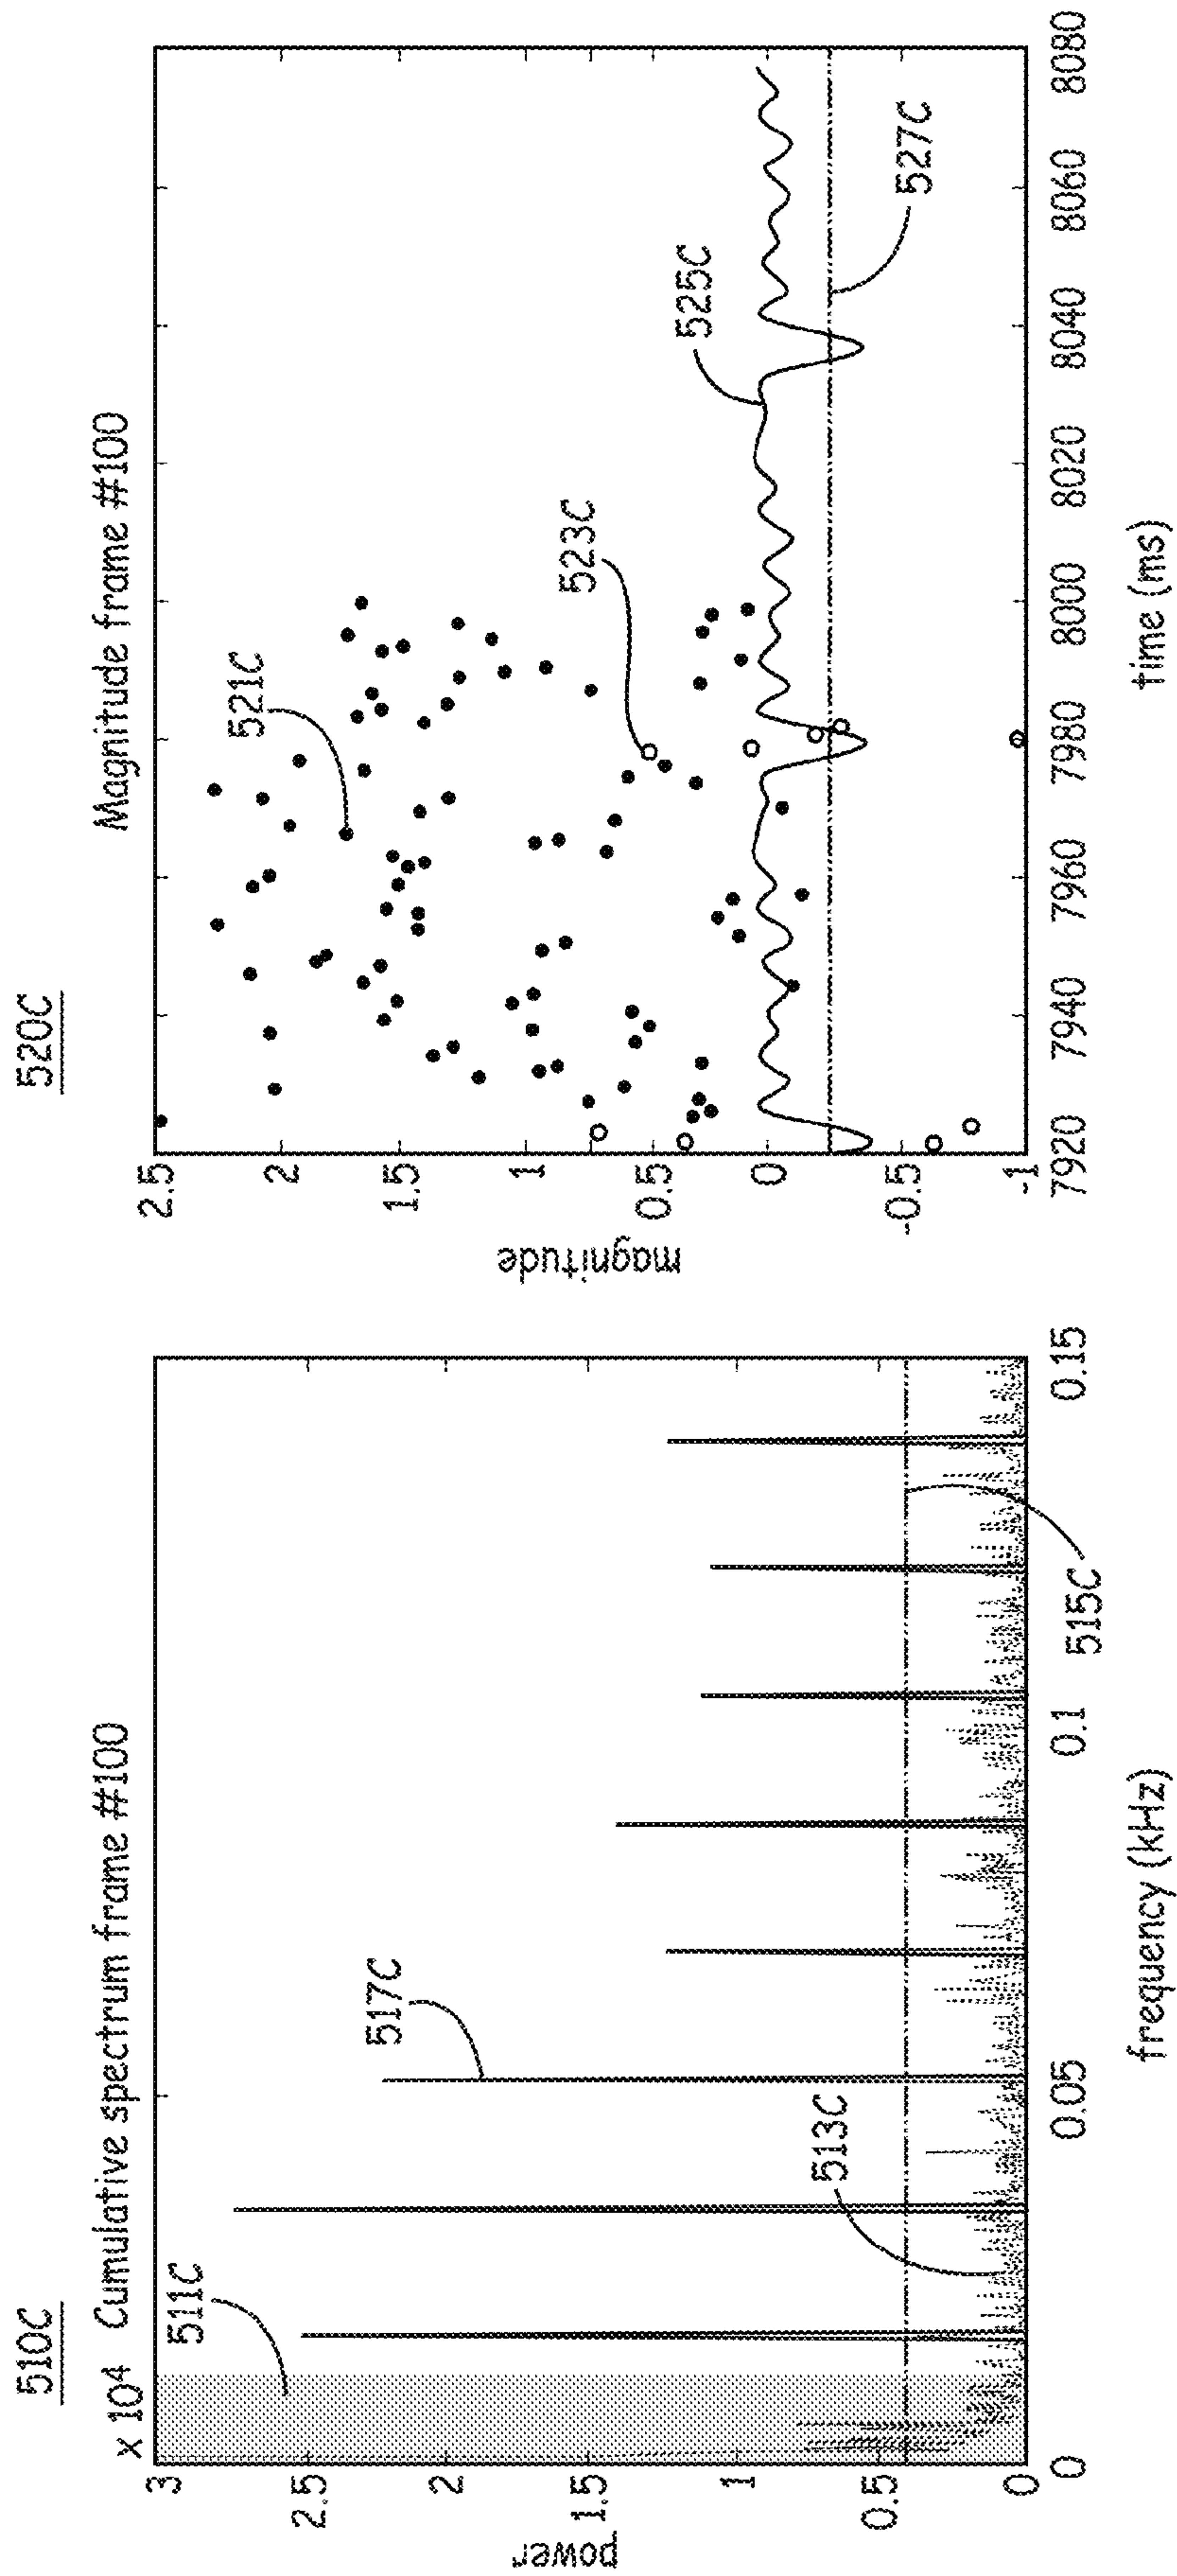 510C
x 10⁴ Cumulative spectrum frame #100
511C
517C
513C
515C
power
3
2.5
2
1.5
1
0.5
0
0
0.05
0.1
0.15
frequency (kHz)
520C
Magnitude frame #100
521C
523C
525C
527C
magnitude
2.5
2
1.5
1
0.5
0
-0.5
-1
7920
7940
7960
7980
8000
8020
8040
8060
8080
time (ms)